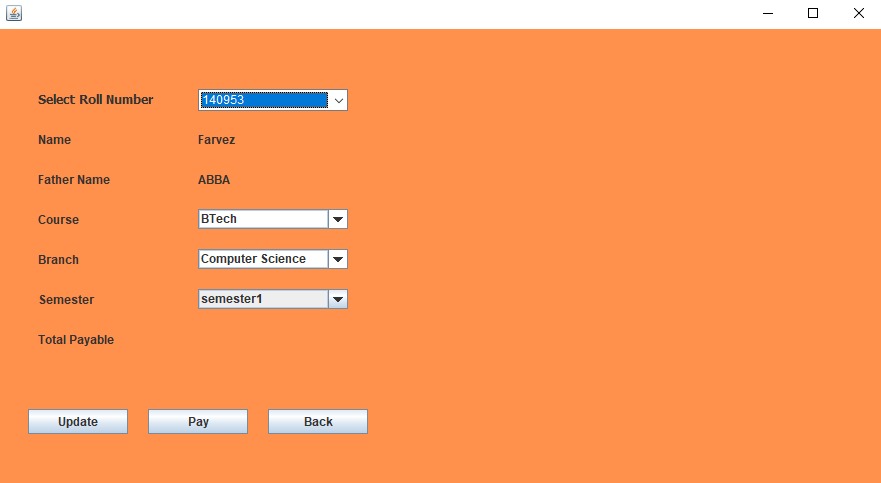 Select Roll Number 140953
Name Farvez
Father Name ABBA
Course BTech
Branch Computer Science
Semester semester1
Total Payable
Update Pay Back